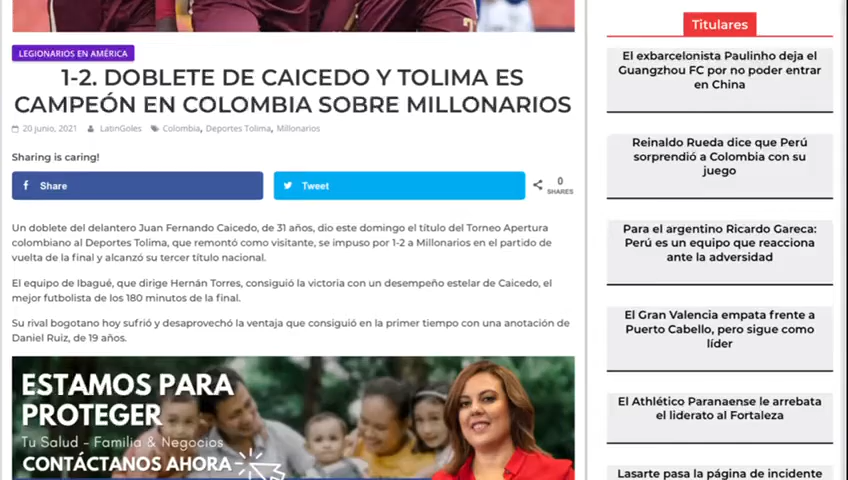 LEGIONARIOS EN AMÉRICA
1-2. DOBLETE DE CAICEDO Y TOLIMA ES
CAMPEÓN EN COLOMBIA SOBRE MILLONARIOS
20 junio, 2021 LatinGoles Colombia, Deportes Tolima, Millonarios
Sharing is caring!
Share
Tweet
0
SHARES
Un doblete del delantero Juan Fernando Caicedo, de 31 años, dio este domingo el título del Torneo Apertura
colombiano al Deportes Tolima, que remontó como visitante, se impuso por 1-2 a Millonarios en el partido de
vuelta de la final y alcanzó su tercer título nacional.
El equipo de Ibagué, que dirige Hernán Torres, consiguió la victoria con un desempeño estelar de Caicedo, el
mejor futbolista de los 180 minutos de la final.
Su rival bogotano hoy sufrió y desaprovechó la ventaja que consiguió en la primer tiempo con una anotación de
Daniel Ruiz, de 19 años.
ESTAMOS PARA
PROTEGER
Tu Salud - Familia & Negocios
CONTÁCTANOS AHORA
Titulares
El exbarcelonista Paulinho deja el
Guangzhou FC por no poder entrar
en China
Reinaldo Rueda dice que Perú
sorprendió a Colombia con su
juego
Para el argentino Ricardo Gareca:
Perú es un equipo que reacciona
ante la adversidad
El Gran Valencia empata frente a
Puerto Cabello, pero sigue como
líder
El Athlético Paranaense le arrebata
el liderato al Fortaleza
Lasarte pasa la página de incidente